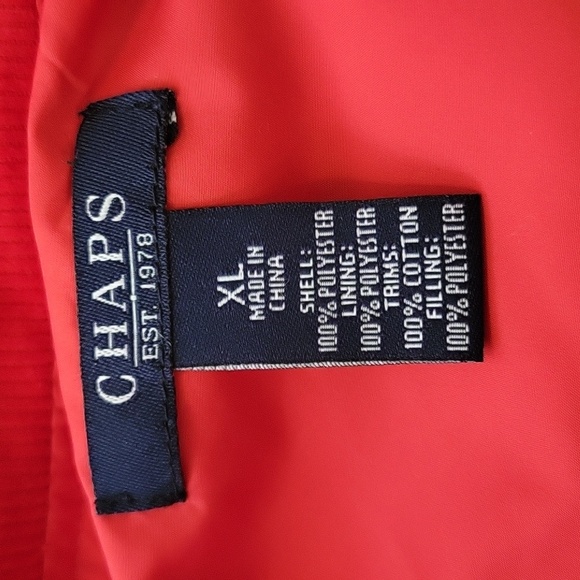 CHAPS
EST. 1978
XL
MADE IN
CHINA
SHELL:
100% POLYESTER
LINING:
100% POLYESTER
TRIMS:
100% COTTON
FILLING:
100% POLYESTER